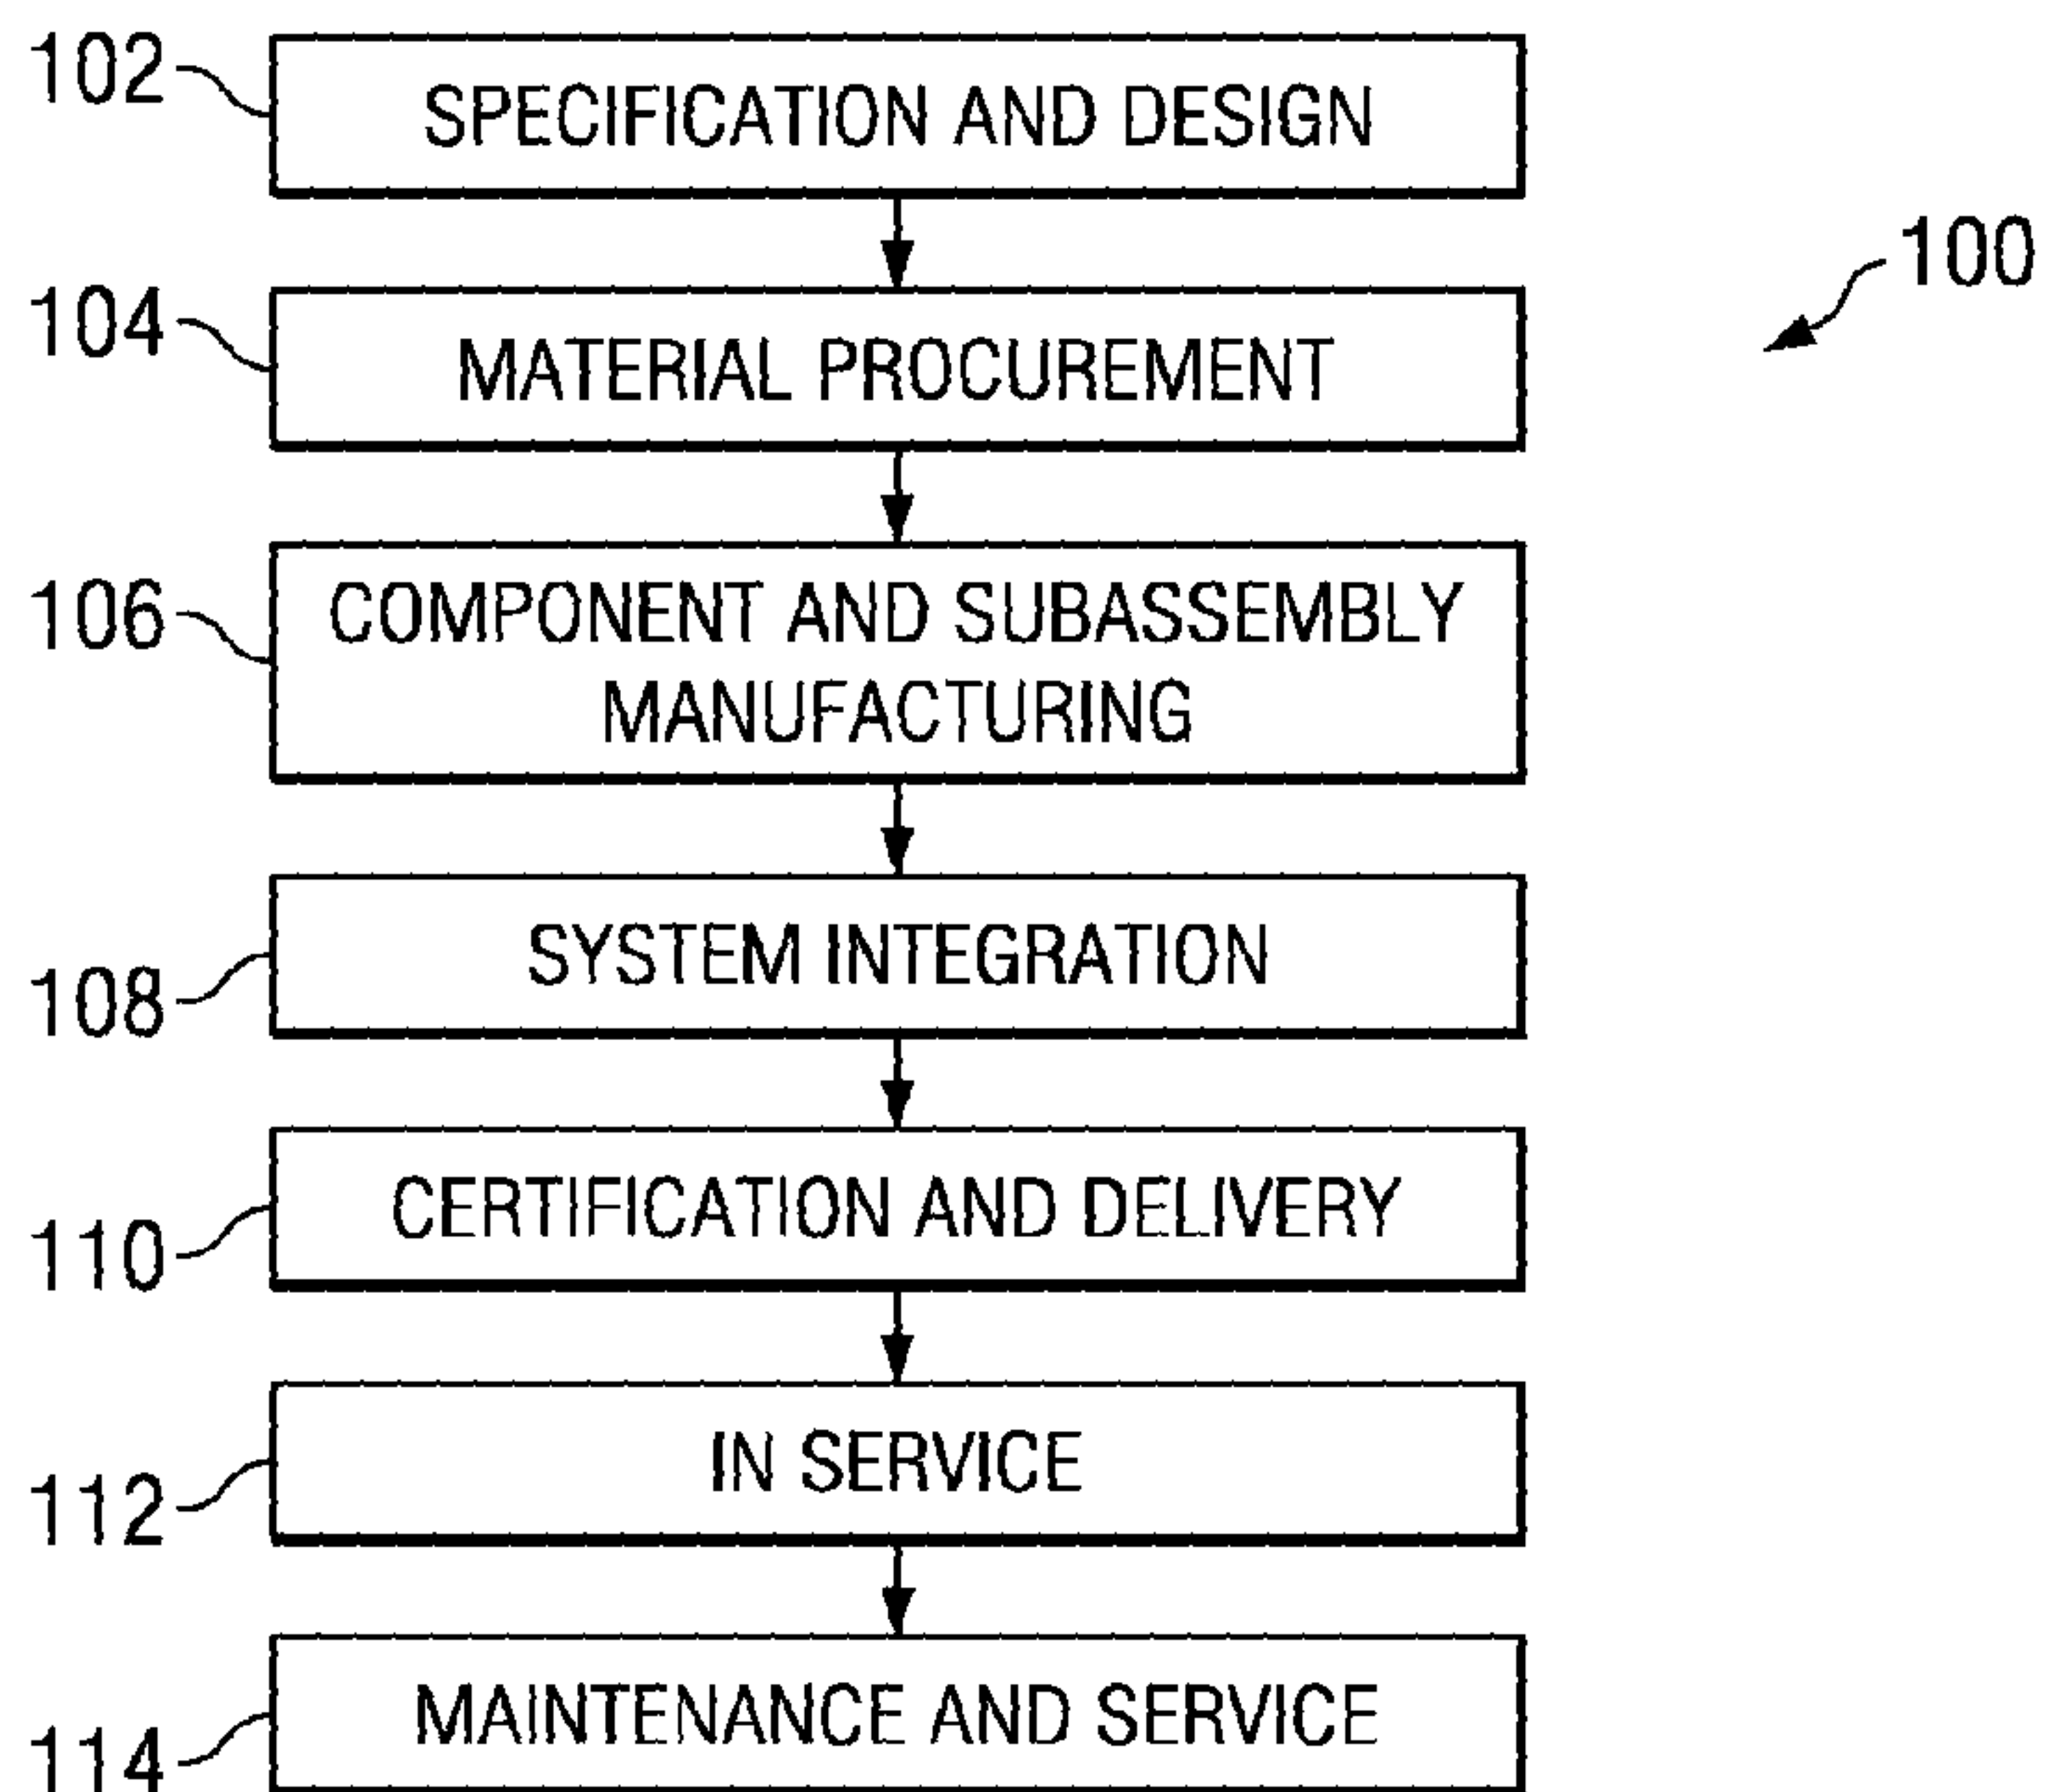 102
SPECIFICATION AND DESIGN
100
104
MATERIAL PROCUREMENT
106
COMPONENT AND SUBASSEMBLY
MANUFACTURING
108
SYSTEM INTEGRATION
110
CERTIFICATION AND DELIVERY
112
IN SERVICE
114
MAINTENANCE AND SERVICE